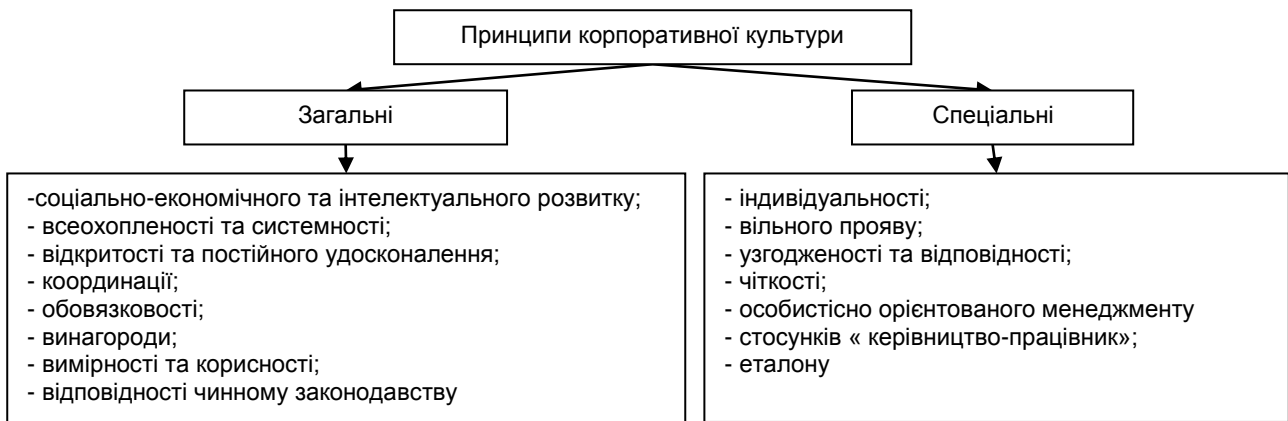 Принципи корпоративної культури
Загальні
Спеціальні
-соціально-економічного та інтелектуального розвитку;
- всеохопленості та системності;
- відкритості та постійного удосконалення;
- координації;
- обовязковості;
- винагороди;
- вимірності та корисності;
- відповідності чинному законодавству
- індивідуальності;
- вільного прояву;
- узгодженості та відповідності;
- чіткості;
- особистісно орієнтованого менеджменту
- стосунків « керівництво-працівник»;
- еталону